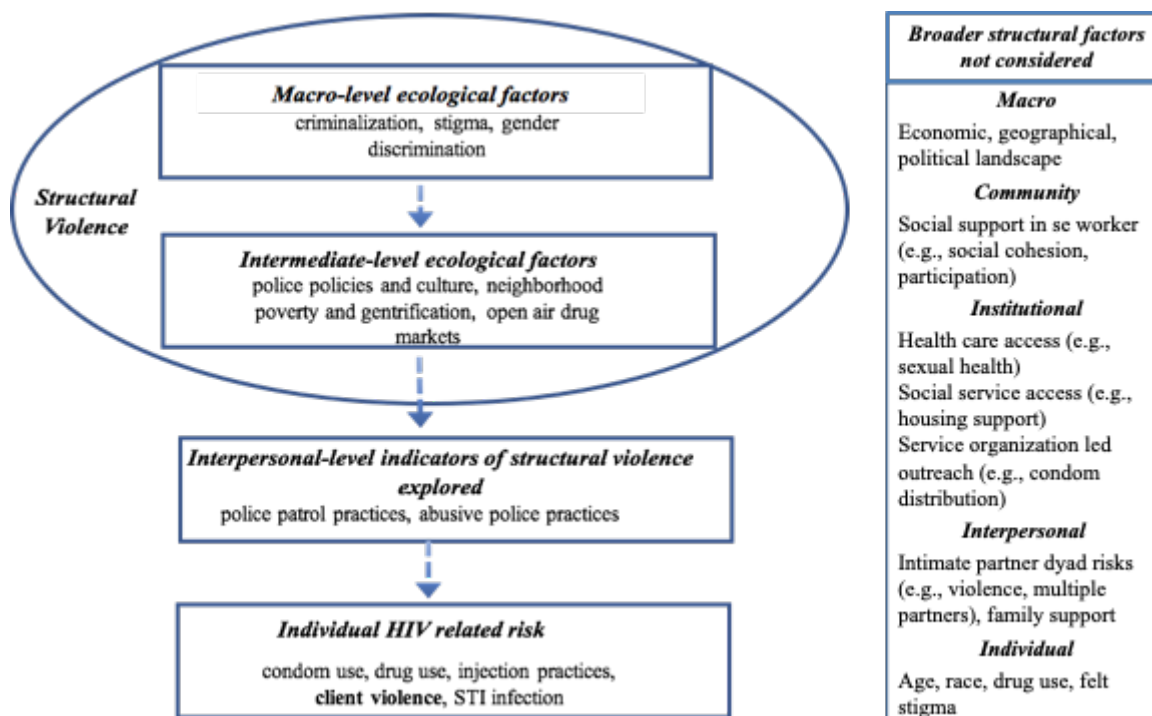 Macro-level ecological factors
criminalization, stigma, gender
discrimination
Structural
Violence
Intermediate-level ecological factors
police policies and culture, neighborhood
poverty and gentrification, open air drug
markets
Interpersonal-level indicators of structural violence
explored
police patrol practices, abusive police practices
Individual HIV related risk
condom use, drug use, injection practices,
client violence, STI infection
Broader structural factors
not considered
Macro
Economic, geographical,
political landscape
Community
Social support in se worker
(e.g., social cohesion,
participation)
Institutional
Health care access (e.g.,
sexual health)
Social service access (e.g.,
housing support)
Service organization led
outreach (e.g., condom
distribution)
Interpersonal
Intimate partner dyad risks
(e.g., violence, multiple
partners), family support
Individual
Age, race, drug use, felt
stigma